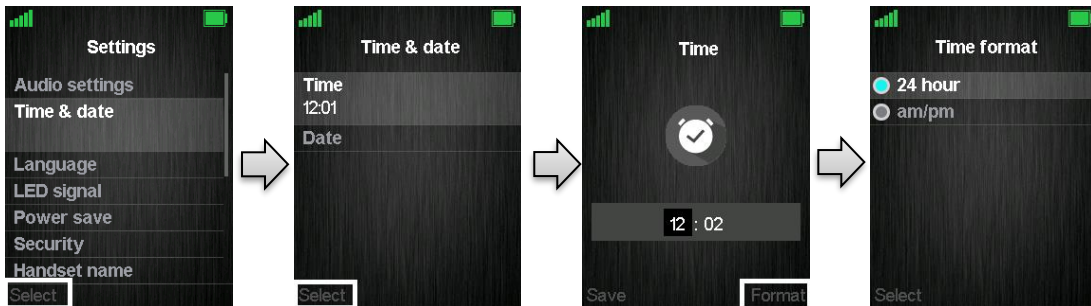 Settings
Audio settings
Time & date
Language
LED signal
Power save
Security
Handset name
Select
Time & date
Time
12:01
Date
Select
Time
12 : 02
Save Format
Time format
24 hour
am/pm
Select